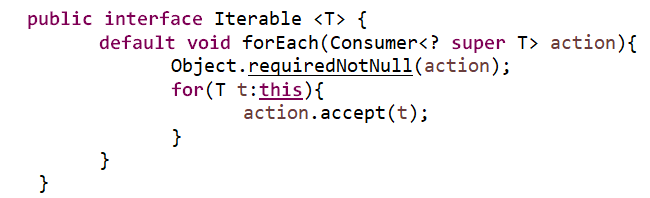 public interface Iterable <T> {
default void forEach(Consumer<? super T> action){
Object.requiredNotNull(action);
for(T t:this){
action.accept(t);
}
}
}